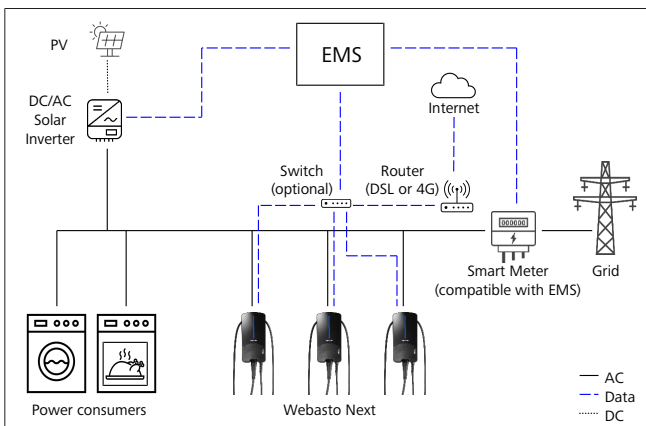 PV
EMS
DC/AC
Solar
Inverter
Internet
Switch
(optional)
Router
(DSL or 4G)
000000
Smart Meter
(compatible with EMS)
Grid
Power consumers
Webasto Next
AC
Data
DC